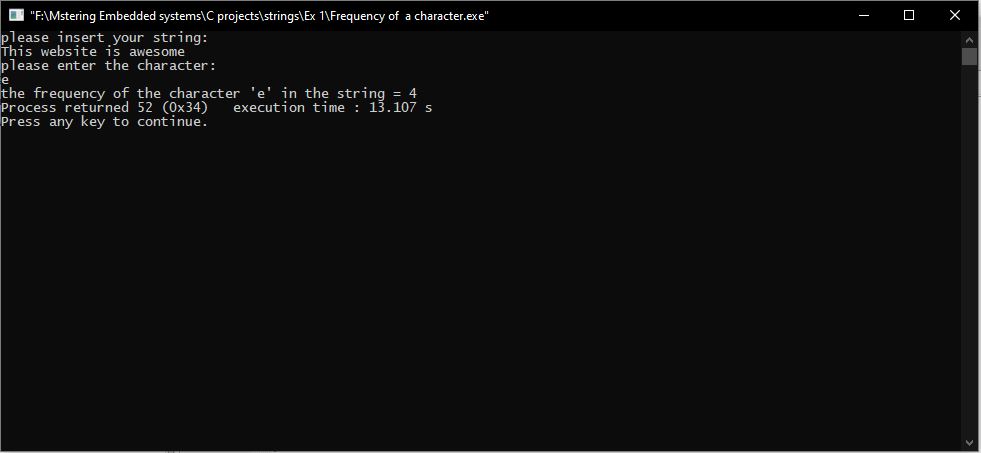 "F:\Mstering Embedded systems\C projects\strings\Ex 1\Frequency of  a character.exe"
please insert your string:
This website is awesome
please enter the character:
e
the frequency of the character 'e' in the string = 4
Process returned 52 (0x34)   execution time : 13.107 s
Press any key to continue.